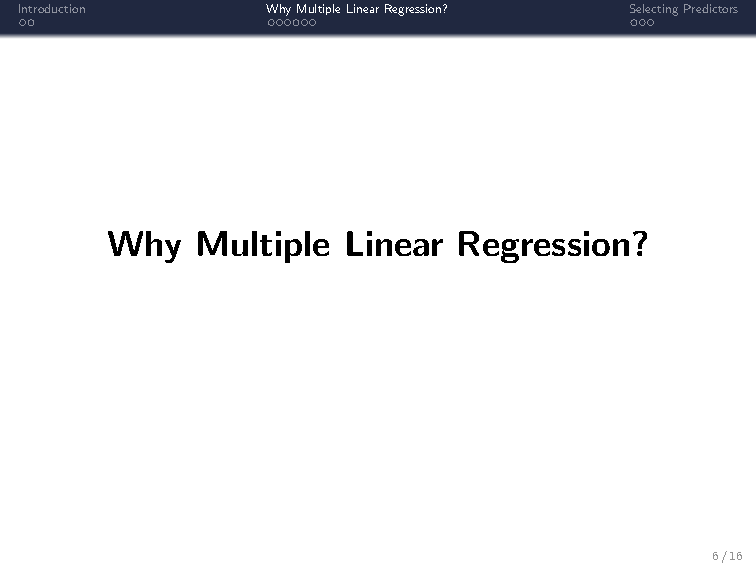 Introduction
Why Multiple Linear Regression?
Selecting Predictors
Why Multiple Linear Regression?
6 / 16